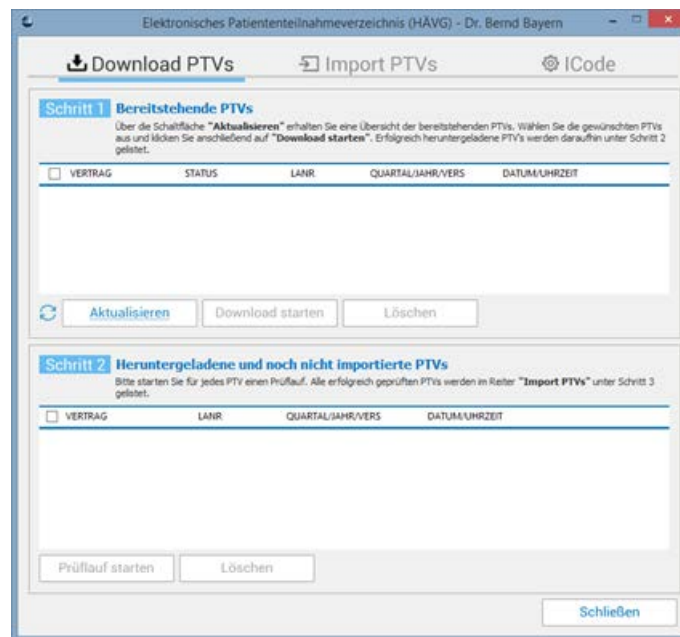 Elektronisches Patiententeilnahmeverzeichnis (HÄVG) - Dr. Bernd Bayern
Download PTVs
Import PTVs
ICode
Schritt 1 Bereitstehende PTVs
Über die Schaltfläche "Aktualisieren" erhalten Sie eine Übersicht der bereitstehenden PTVs. Wählen Sie die gewünschten PTVs
aus und klicken Sie anschließend auf "Download starten". Erfolgreich heruntergeladene PTV's werden daraufhin unter Schritt 2
gelistet.
VERTRAG STATUS LANR QUARTAL/JAHR/VERS DATUM/UHRZEIT
Aktualisieren Download starten Löschen
Schritt 2 Heruntergeladene und noch nicht importierte PTVs
Bitte starten Sie für jedes PTV einen Prüflauf. Alle erfolgreich geprüften PTVs werden im Reiter "Import PTVs" unter Schritt 3
gelistet.
VERTRAG LANR QUARTAL/JAHR/VERS DATUM/UHRZEIT
Prüflauf starten Löschen
Schließen